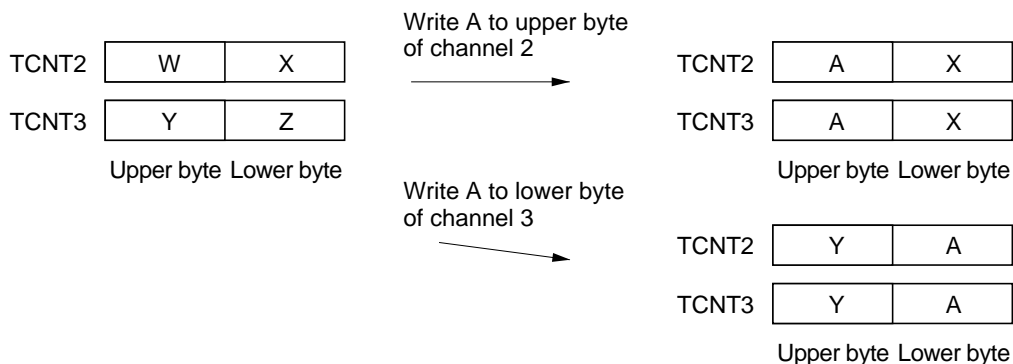 Write A to upper byte
of channel 2
TCNT2 W X
TCNT3 Y Z
Upper byte Lower byte
TCNT2 A X
TCNT3 A X
Upper byte Lower byte
Write A to lower byte
of channel 3
TCNT2 Y A
TCNT3 Y A
Upper byte Lower byte